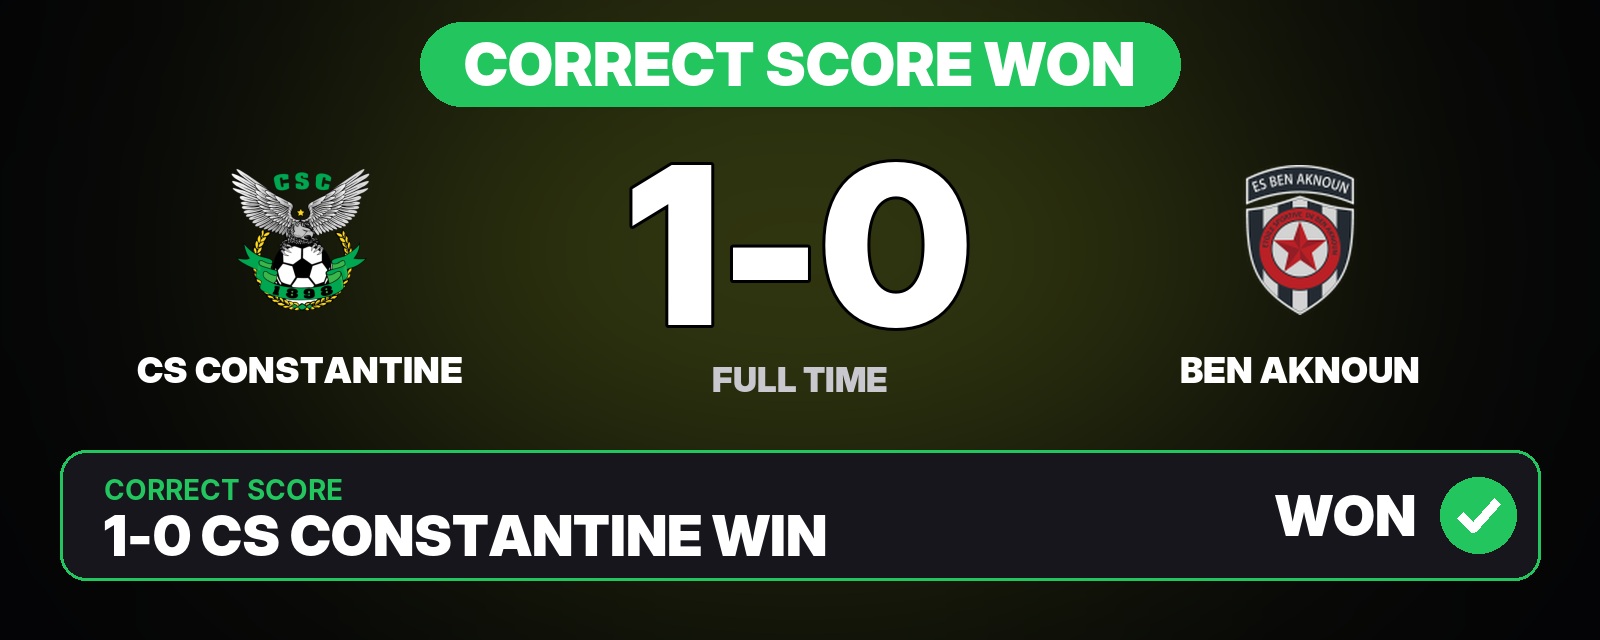 CORRECT SCORE WON
CSC
1898
1-0
FULL TIME
ES BEN AKNOUN
CS CONSTANTINE
BEN AKNOUN
CORRECT SCORE
1-0 CS CONSTANTINE WIN
WON